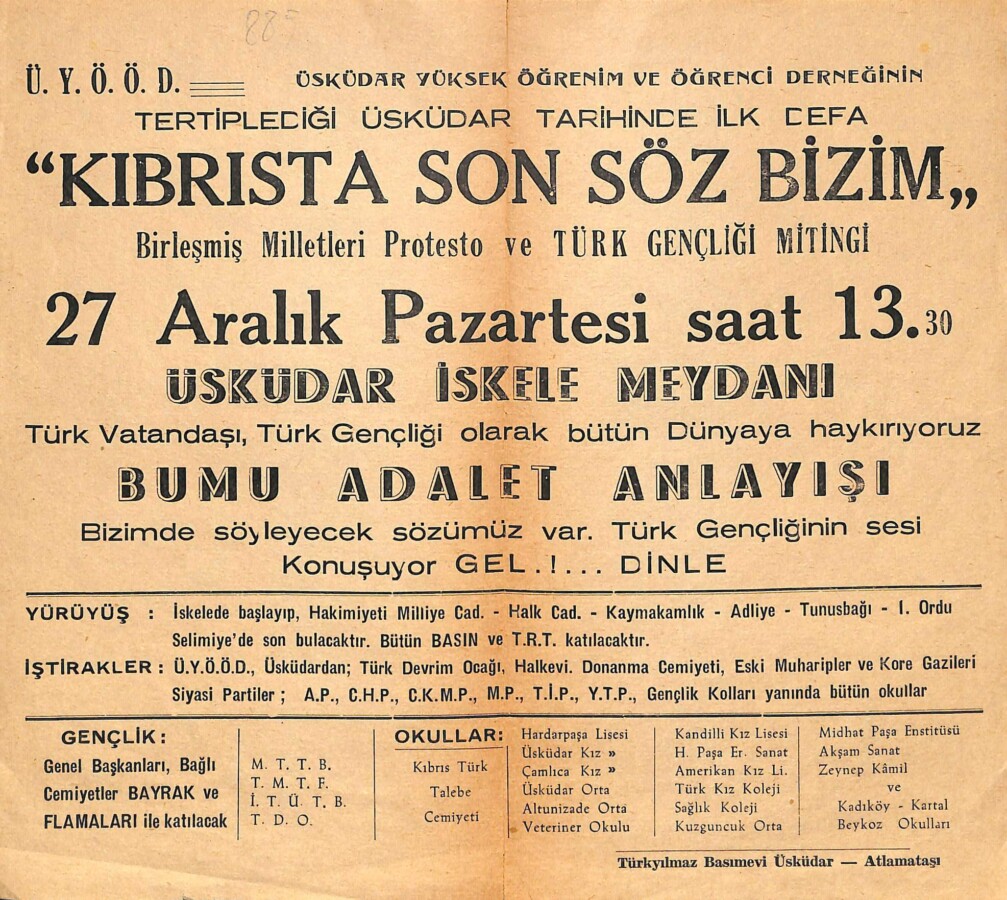 889
Ü. Y. Ö. Ö. D.
ÜSKÜDAR YÜKSEK ÖĞRENİM VE ÖĞRENCİ DERNEĞİNİN
TERTİPLEDİĞİ ÜSKÜDAR TARİHİNDE İLK DEFA
“KIBRISTA SON SÖZ BİZİM„
Birleşmiş Milletleri Protesto ve TÜRK GENÇLİĞİ MİTİNGİ
27 Aralık Pazartesi saat 13.30
ÜSKÜDAR İSKELE MEYDANI
Türk Vatandaşı, Türk Gençliği olarak bütün Dünyaya haykırıyoruz
BUMU ADALET ANLAYIŞI
Bizimde söyleyecek sözümüz var. Türk Gençliğinin sesi
Konuşuyor GEL.!... DİNLE
YÜRÜYÜŞ : İskelede başlayıp, Hakimiyeti Milliye Cad. - Halk Cad. - Kaymakamlık - Adliye - Tunusbağı - I. Ordu
Selimiye'de son bulacaktır. Bütün BASIN ve T.R.T. katılacaktır.
İŞTİRAKLER : Ü.Y.Ö.Ö.D., Üsküdardan; Türk Devrim Ocağı, Halkevi. Donanma Cemiyeti, Eski Muharipler ve Kore Gazileri
Siyasi Partiler ; A.P., C.H.P., C.K.M.P., M.P., T.İ.P., Y.T.P., Gençlik Kolları yanında bütün okullar
GENÇLİK :
Genel Başkanları, Bağlı
Cemiyetler BAYRAK ve
FLAMALARI ile katılacak
M. T. T. B.
T. M. T. F.
İ. T. Ü. T. B.
T. D. O.
OKULLAR:
Kıbrıs Türk
Talebe
Cemiyeti
Hardarpaşa Lisesi
Üsküdar Kız »
Çamlıca Kız »
Üsküdar Orta
Altunizade Orta
Veteriner Okulu
Kandilli Kız Lisesi
H. Paşa Er. Sanat
Amerikan Kız Li.
Türk Kız Koleji
Sağlık Koleji
Kuzguncuk Orta
Midhat Paşa Enstitüsü
Akşam Sanat
Zeynep Kâmil
ve
Kadıköy - Kartal
Beykoz Okulları
Türkyılmaz Basımevi Üsküdar — Atlamataşı